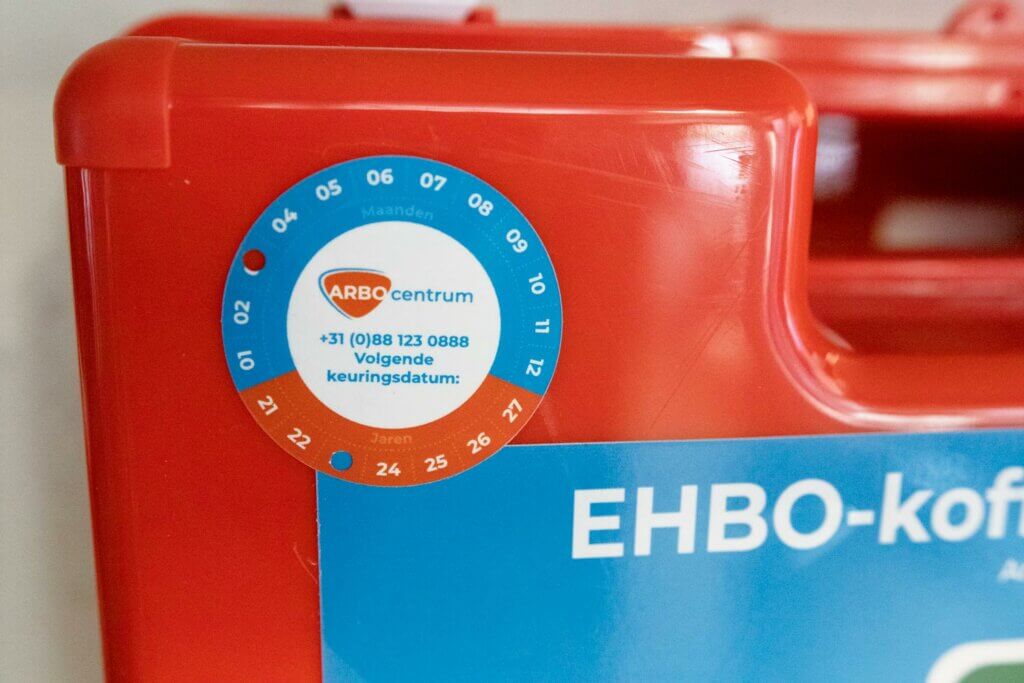 01 02 04 05 06 07 08 09 10 11 12
Maanden
ARBO centrum
+31 (0)88 123 0888
Volgende
keuringsdatum:
Jaren
21 22 24 25 26 27
EHBO-kof